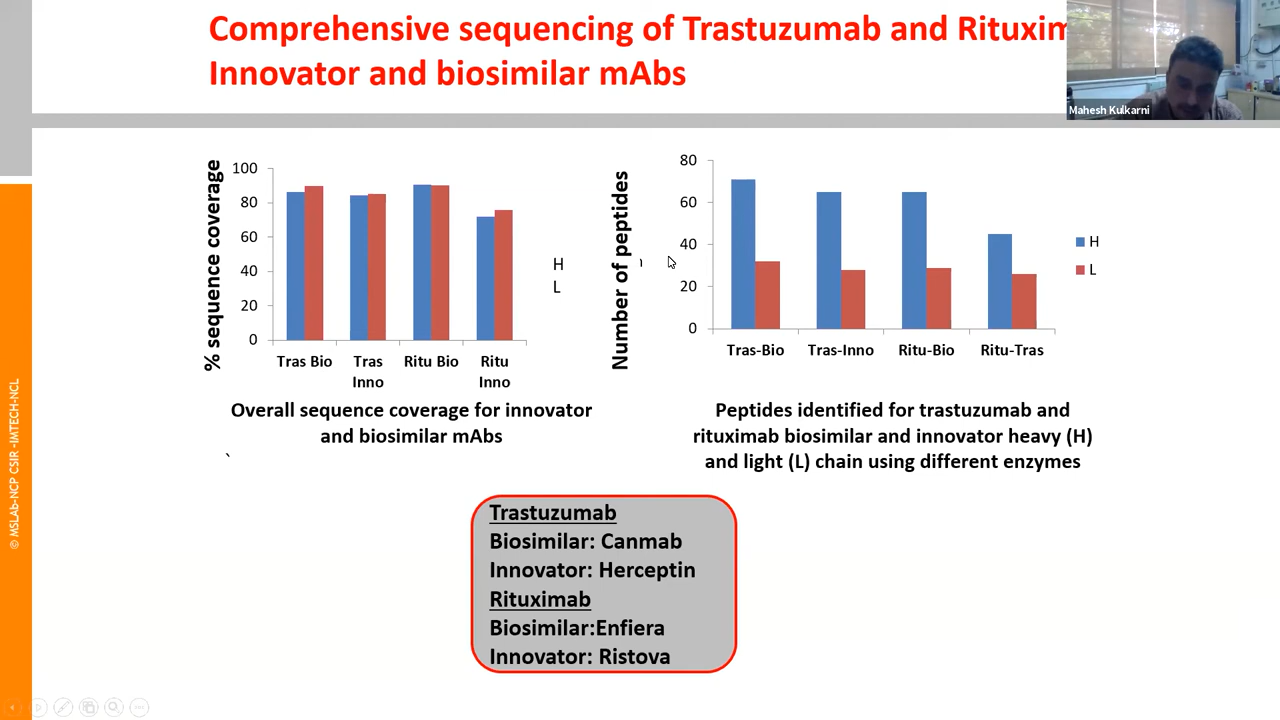 Comprehensive sequencing of Trastuzumab and Rituxim
Innovator and biosimilar mAbs
Mahesh Kulkarni
% sequence coverage
100
80
60
40
20
0
Tras Bio
Tras Inno
Ritu Bio
Ritu Inno
H
L
Overall sequence coverage for innovator
and biosimilar mAbs
Number of peptides
80
60
40
20
0
Tras-Bio
Tras-Inno
Ritu-Bio
Ritu-Tras
H
L
Peptides identified for trastuzumab and
rituximab biosimilar and innovator heavy (H)
and light (L) chain using different enzymes
Trastuzumab
Biosimilar: Canmab
Innovator: Herceptin
Rituximab
Biosimilar:Enfiera
Innovator: Ristova
© MSLAb-NCP CSIR -IMTECH-NCL